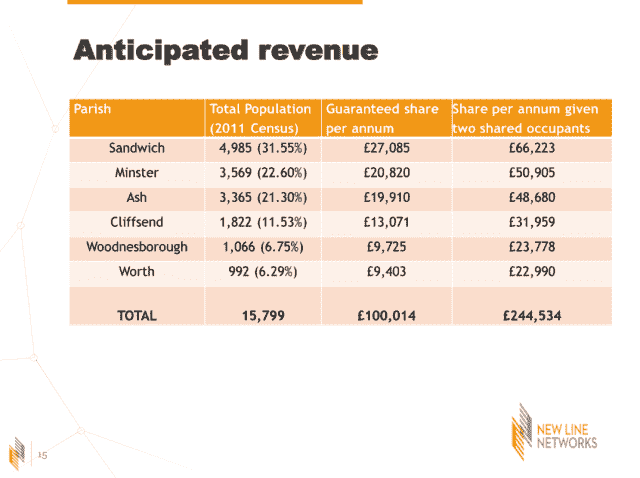 Anticipated revenue
Parish Total Population (2011 Census) Guaranteed share per annum Share per annum given two shared occupants
Sandwich 4,985 (31.55%) £27,085 £66,223
Minster 3,569 (22.60%) £20,820 £50,905
Ash 3,365 (21.30%) £19,910 £48,680
Cliffsend 1,822 (11.53%) £13,071 £31,959
Woodnesborough 1,066 (6.75%) £9,725 £23,778
Worth 992 (6.29%) £9,403 £22,990
TOTAL 15,799 £100,014 £244,534
NEW LINE
NETWORKS
15